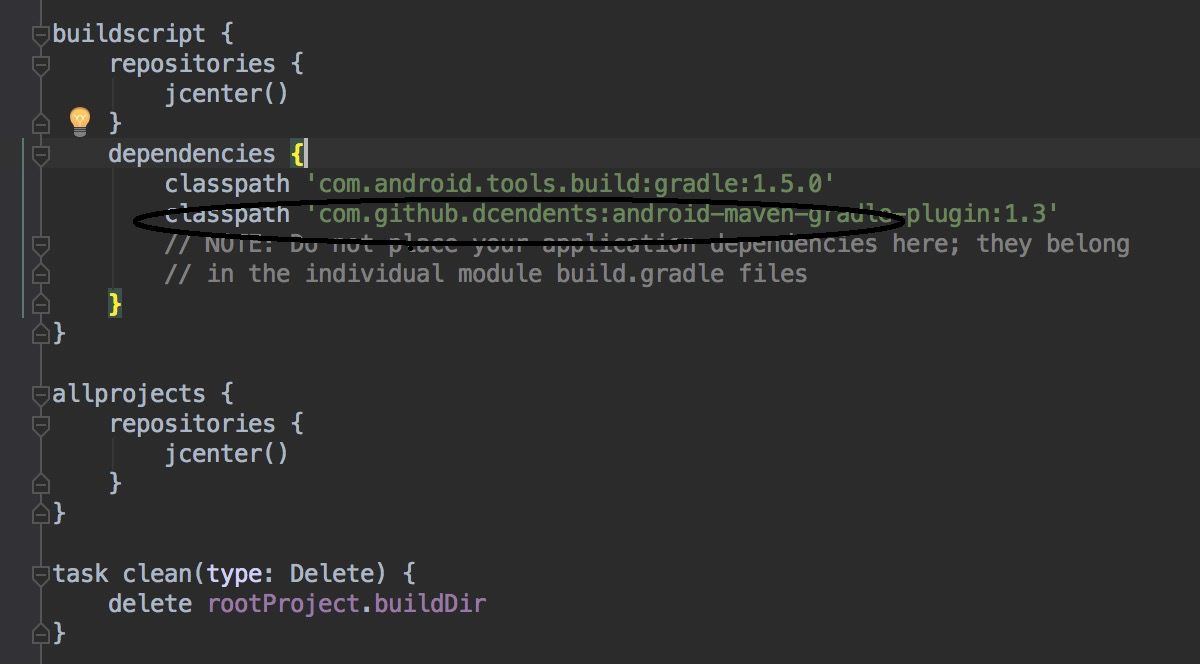 buildscript {
repositories {
jcenter()
}
dependencies {
classpath 'com.android.tools.build:gradle:1.5.0'
classpath 'com.github.dcendents:android-maven-gradle-plugin:1.3'
// NOTE: Do not place your application dependencies here; they belong
// in the individual module build.gradle files
}
}
allprojects {
repositories {
jcenter()
}
}
task clean(type: Delete) {
delete rootProject.buildDir
}